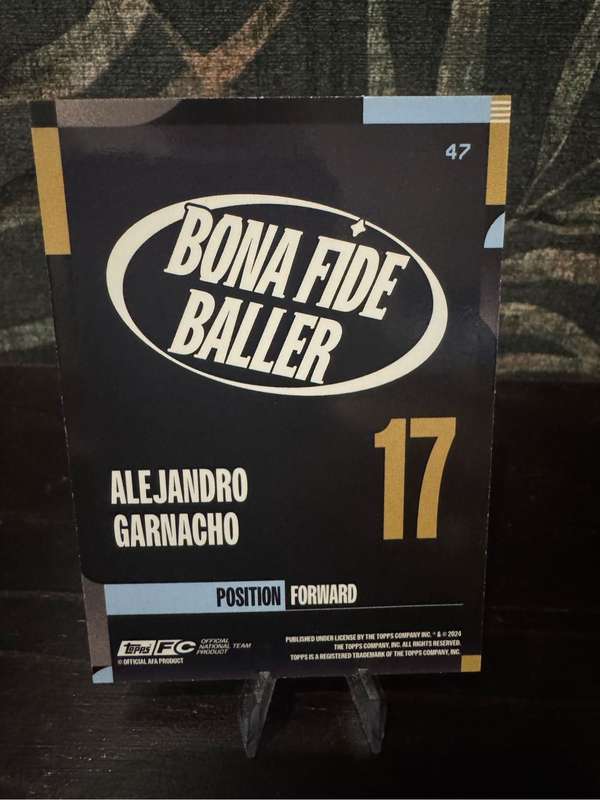 47
BONA FIDE
BALLER
17
ALEJANDRO
GARNACHO
POSITION FORWARD
topps FC OFFICIAL
NATIONAL TEAM
PRODUCT
© OFFICIAL AFA PRODUCT
PUBLISHED UNDER LICENSE BY THE TOPPS COMPANY INC. ® & © 2024
THE TOPPS COMPANY, INC. ALL RIGHTS RESERVED.
TOPPS IS A REGISTERED TRADEMARK OF THE TOPPS COMPANY, INC.